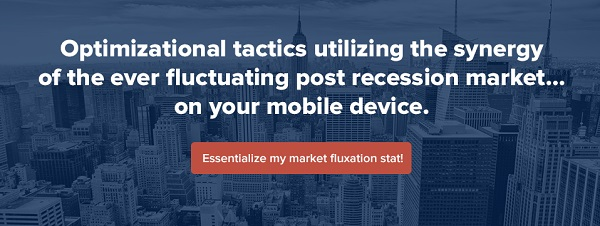 Optimizational tactics utilizing the synergy
of the ever fluctuating post recession market...
on your mobile device.
Essentialize my market fluxation stat!